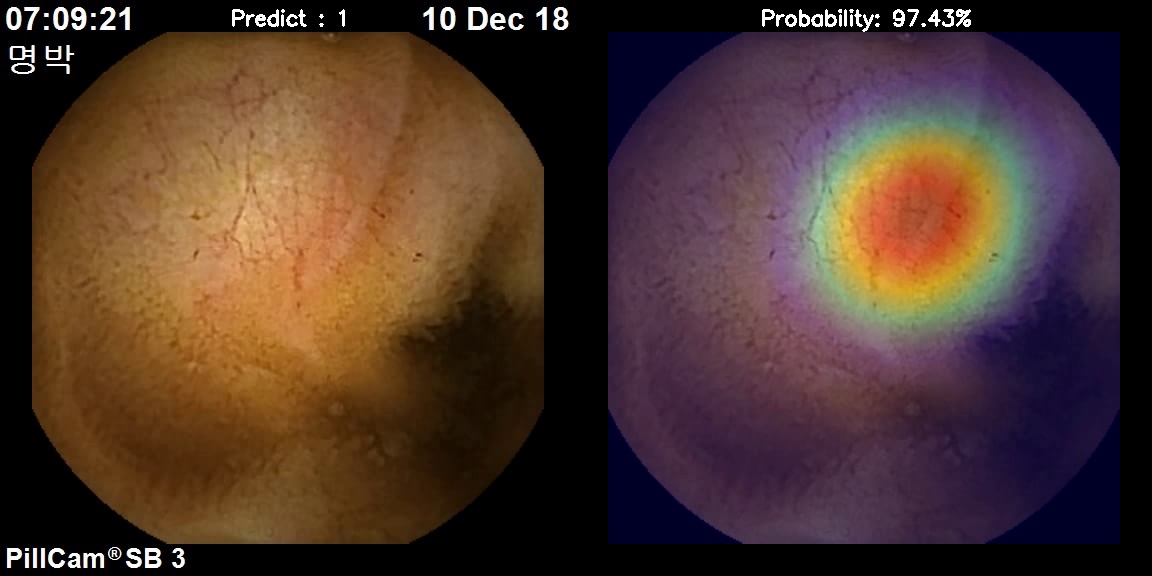 07:09:21 Predict : 1 10 Dec 18 Probability: 97.43%
명박
PillCam® SB 3